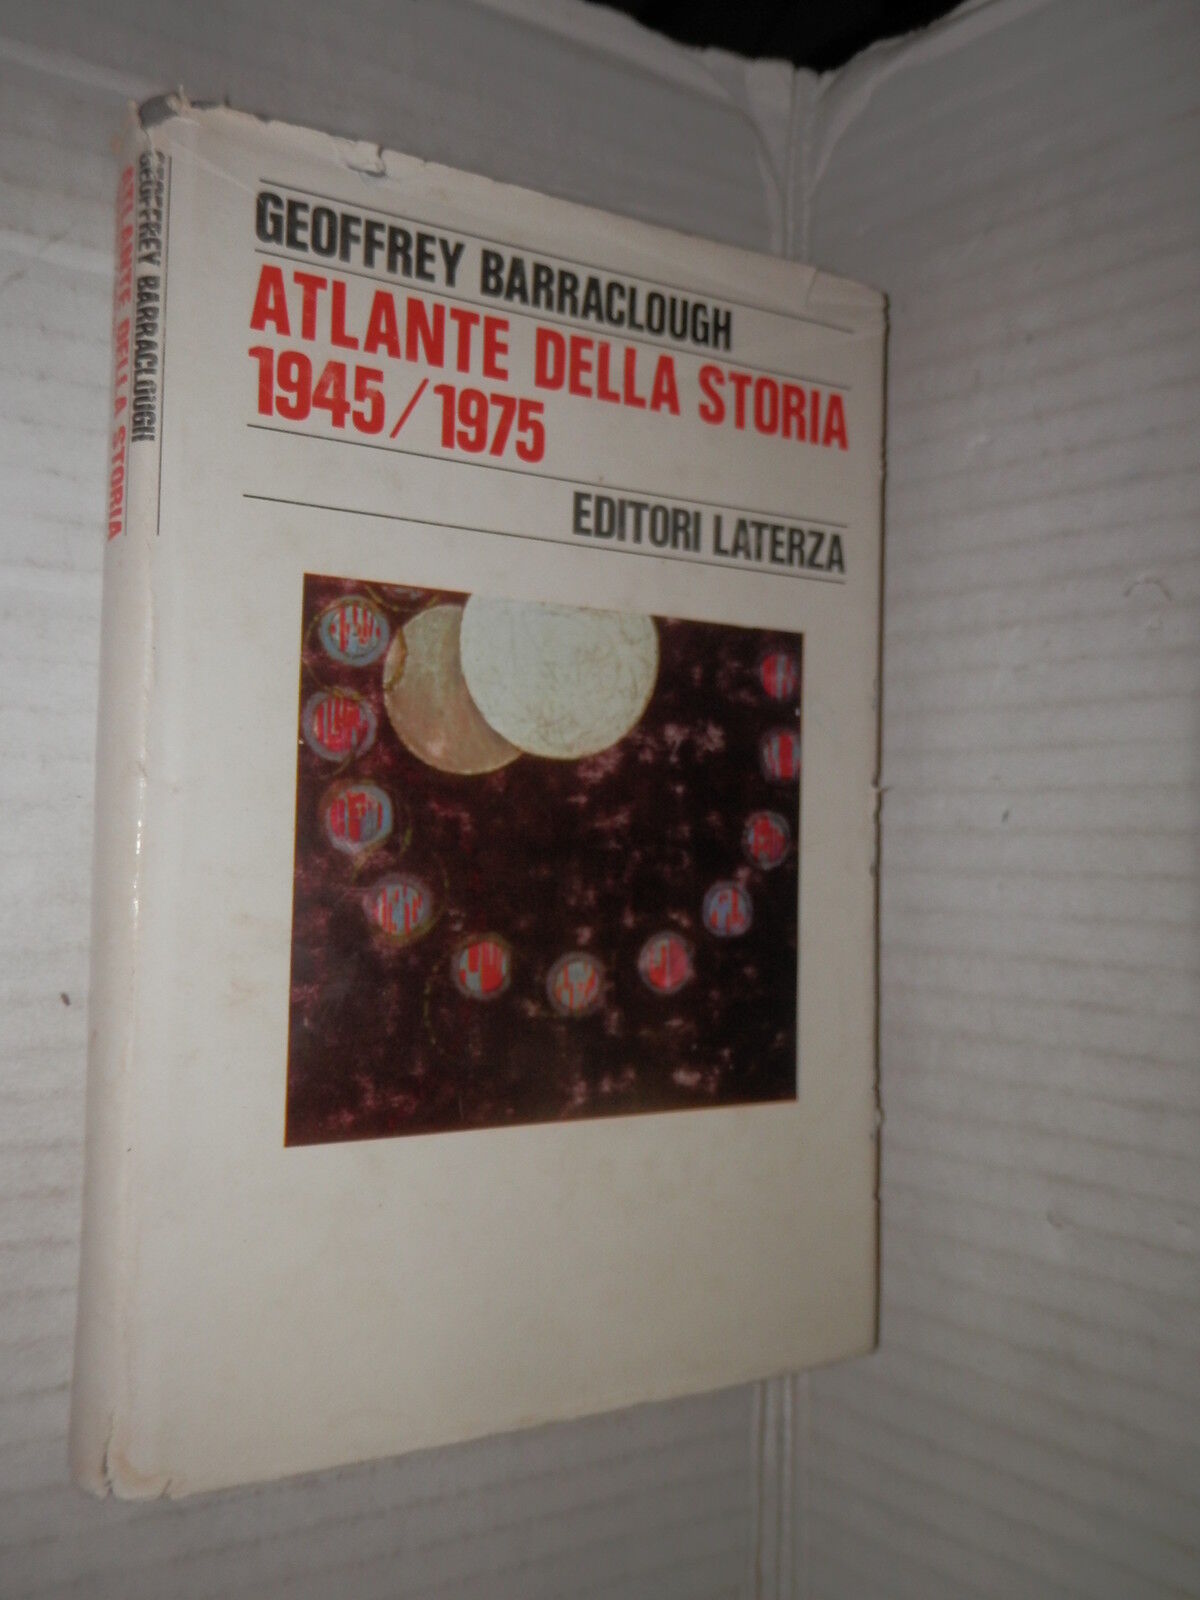 GEOFFREY BARRACLOUGH
ATLANTE DELLA STORIA
1945/1975
EDITORI LATERZA
GEOFFREY BARRACLOUGH
ATLANTE DELLA STORIA